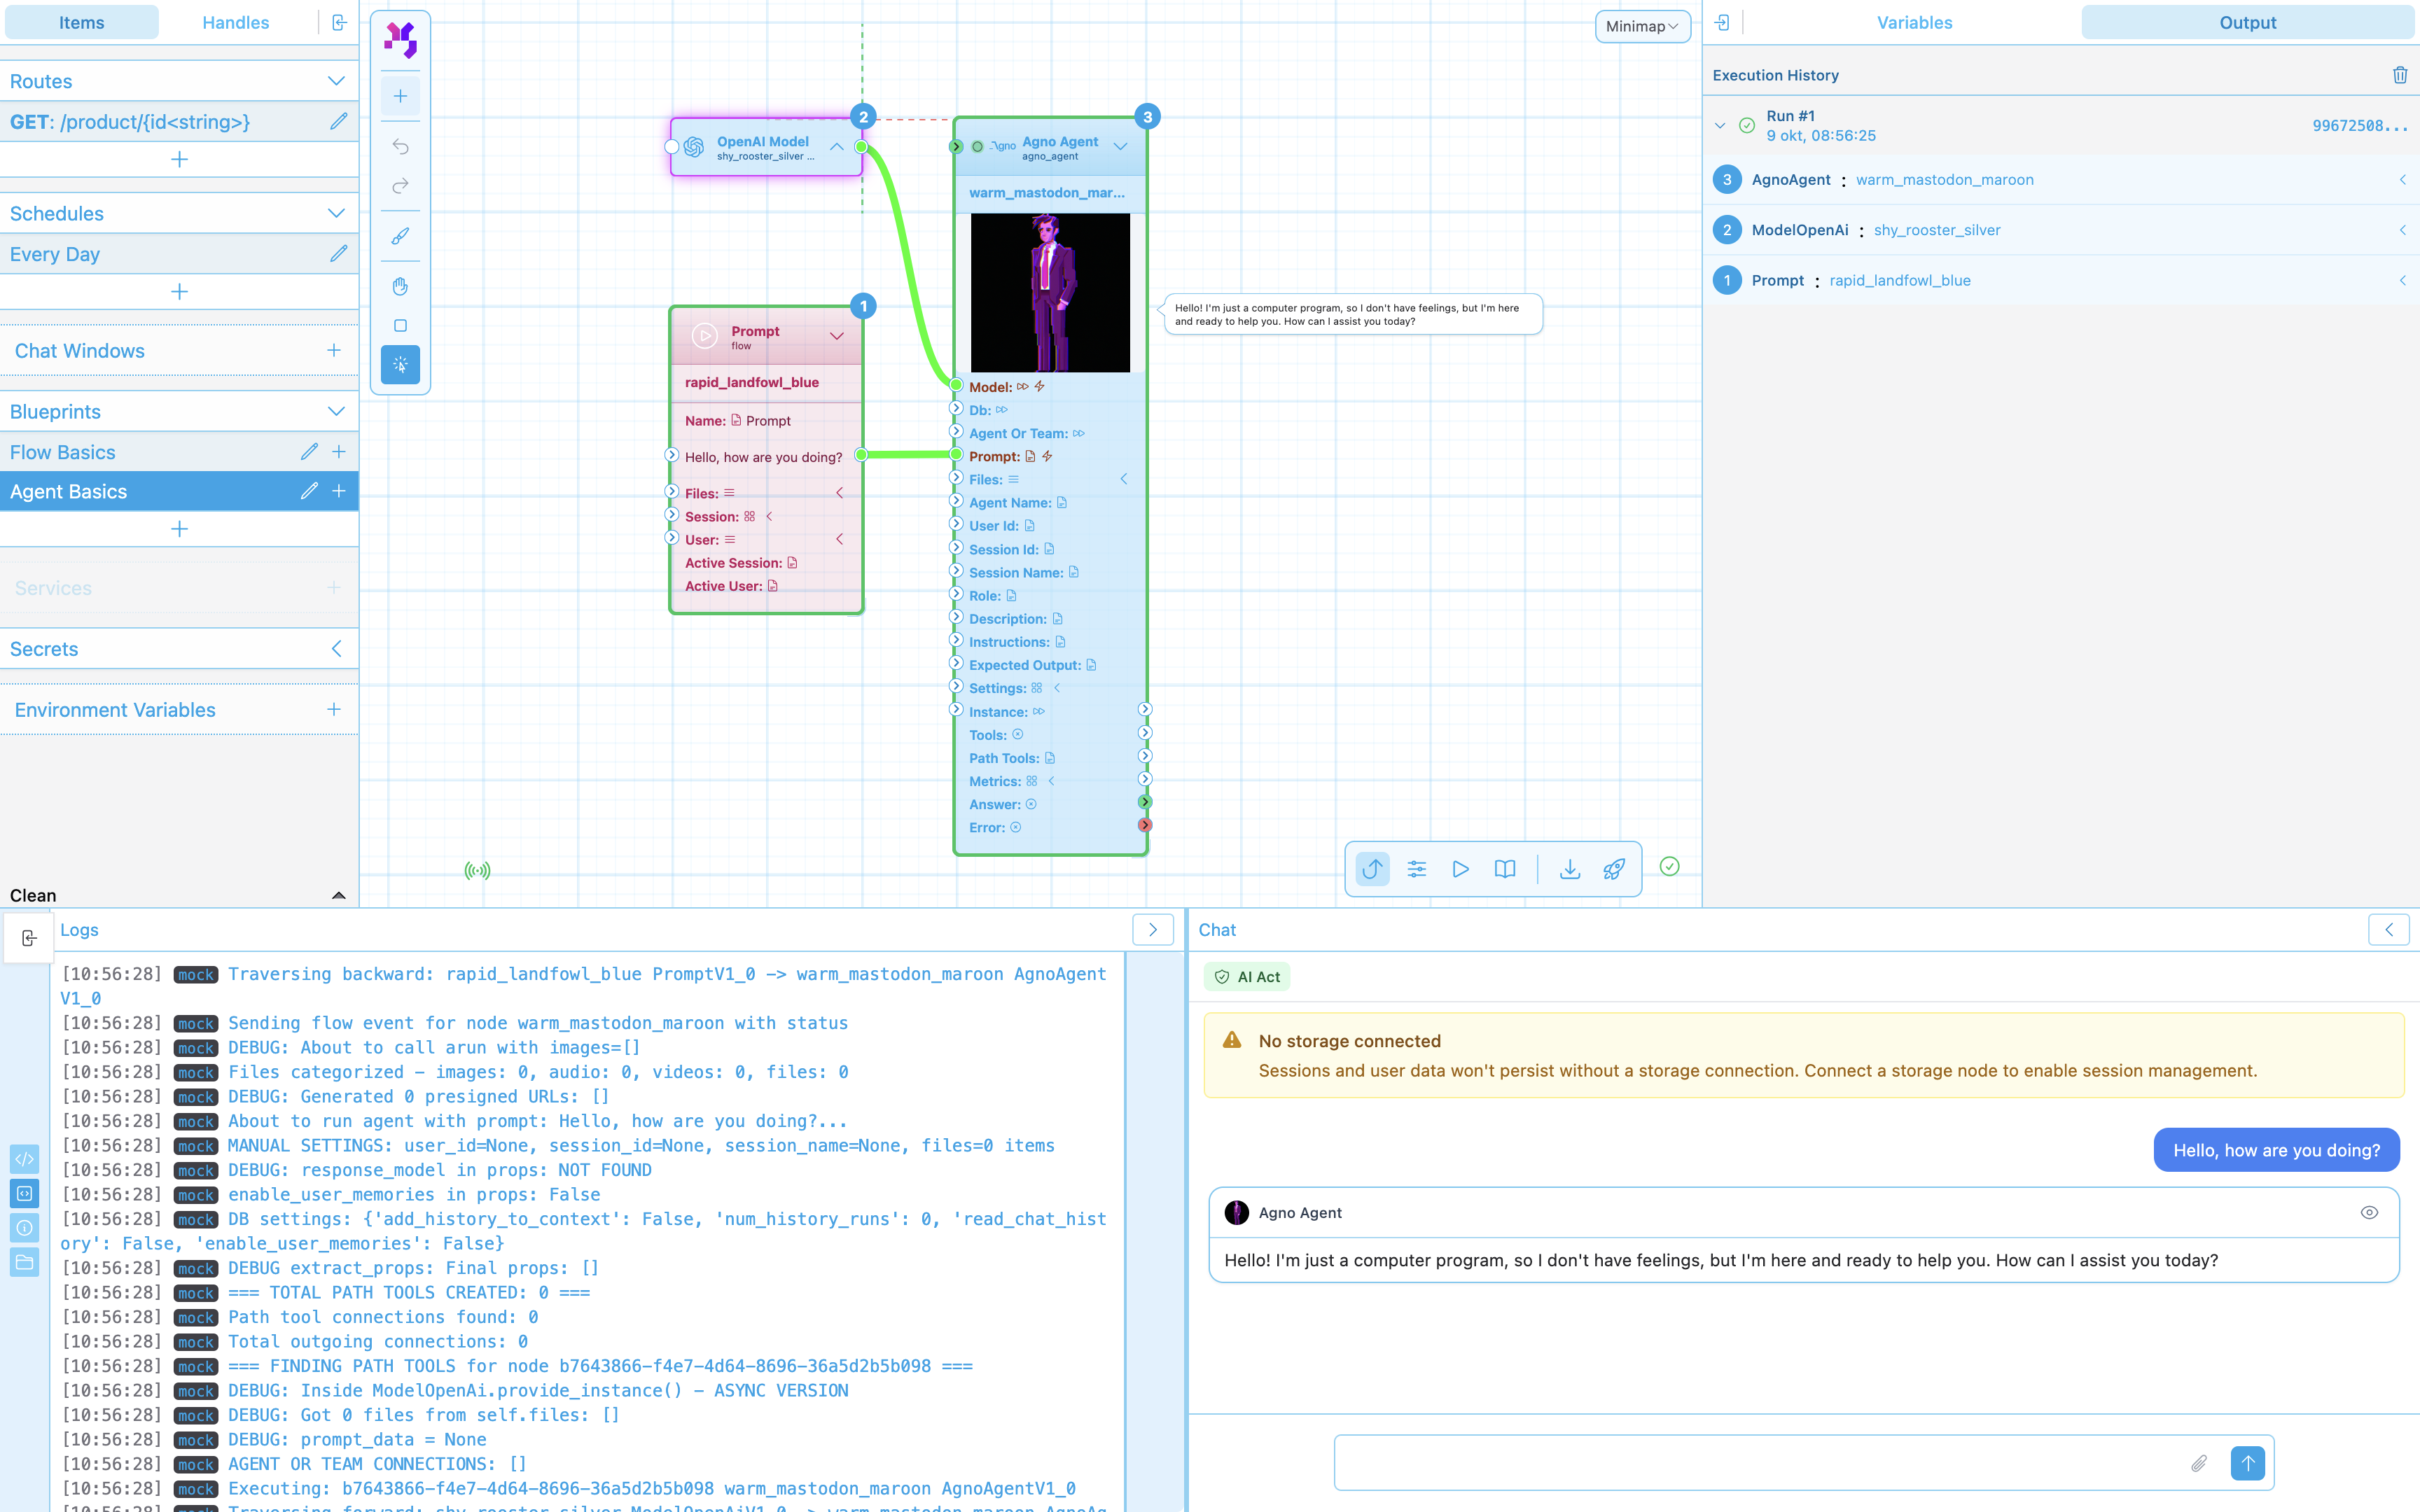 Items
Handles
Routes
GET: /product/{id<string>}
Schedules
Every Day
Chat Windows
Blueprints
Flow Basics
Agent Basics
Services
Secrets
Environment Variables
Clean
Minimap
2
OpenAI Model
shy_rooster_silver ...
3
Agno Agent
agno_agent
warm_mastodon_mar...
Hello! I'm just a computer program, so I don't have feelings, but I'm here
and ready to help you. How can I assist you today?
Model:
Db:
Agent Or Team:
Prompt:
Files:
Agent Name:
User Id:
Session Id:
Session Name:
Role:
Description:
Instructions:
Expected Output:
Settings:
Instance:
Tools:
Path Tools:
Metrics:
Answer:
Error:
1
Prompt
flow
rapid_landfowl_blue
Name: Prompt
Hello, how are you doing?
Files:
Session:
User:
Active Session:
Active User:
Variables
Output
Execution History
Run #1
9 okt, 08:56:25
99672508...
3 AgnoAgent : warm_mastodon_maroon
2 ModelOpenAi : shy_rooster_silver
1 Prompt : rapid_landfowl_blue
Logs
[10:56:28] mock Traversing backward: rapid_landfowl_blue PromptV1_0 -> warm_mastodon_maroon AgnoAgent
V1_0
[10:56:28] mock Sending flow event for node warm_mastodon_maroon with status
[10:56:28] mock DEBUG: About to call arun with images=[]
[10:56:28] mock Files categorized - images: 0, audio: 0, videos: 0, files: 0
[10:56:28] mock DEBUG: Generated 0 presigned URLs: []
[10:56:28] mock About to run agent with prompt: Hello, how are you doing?...
[10:56:28] mock MANUAL SETTINGS: user_id=None, session_id=None, session_name=None, files=0 items
[10:56:28] mock DEBUG: response_model in props: NOT FOUND
[10:56:28] mock enable_user_memories in props: False
[10:56:28] mock DB settings: {'add_history_to_context': False, 'num_history_runs': 0, 'read_chat_hist
ory': False, 'enable_user_memories': False}
[10:56:28] mock DEBUG extract_props: Final props: []
[10:56:28] mock === TOTAL PATH TOOLS CREATED: 0 ===
[10:56:28] mock Path tool connections found: 0
[10:56:28] mock Total outgoing connections: 0
[10:56:28] mock === FINDING PATH TOOLS for node b7643866-f4e7-4d64-8696-36a5d2b5b098 ===
[10:56:28] mock DEBUG: Inside ModelOpenAi.provide_instance() - ASYNC VERSION
[10:56:28] mock DEBUG: Got 0 files from self.files: []
[10:56:28] mock DEBUG: prompt_data = None
[10:56:28] mock AGENT OR TEAM CONNECTIONS: []
[10:56:28] mock Executing: b7643866-f4e7-4d64-8696-36a5d2b5b098 warm_mastodon_maroon AgnoAgentV1_0
[10:56:28] mock Traversing forward: shy_rooster_silver ModelOpenAiV1_0 -> warm_mastodon_maroon AgnoAg
Chat
AI Act
No storage connected
Sessions and user data won't persist without a storage connection. Connect a storage node to enable session management.
Hello, how are you doing?
Agno Agent
Hello! I'm just a computer program, so I don't have feelings, but I'm here and ready to help you. How can I assist you today?